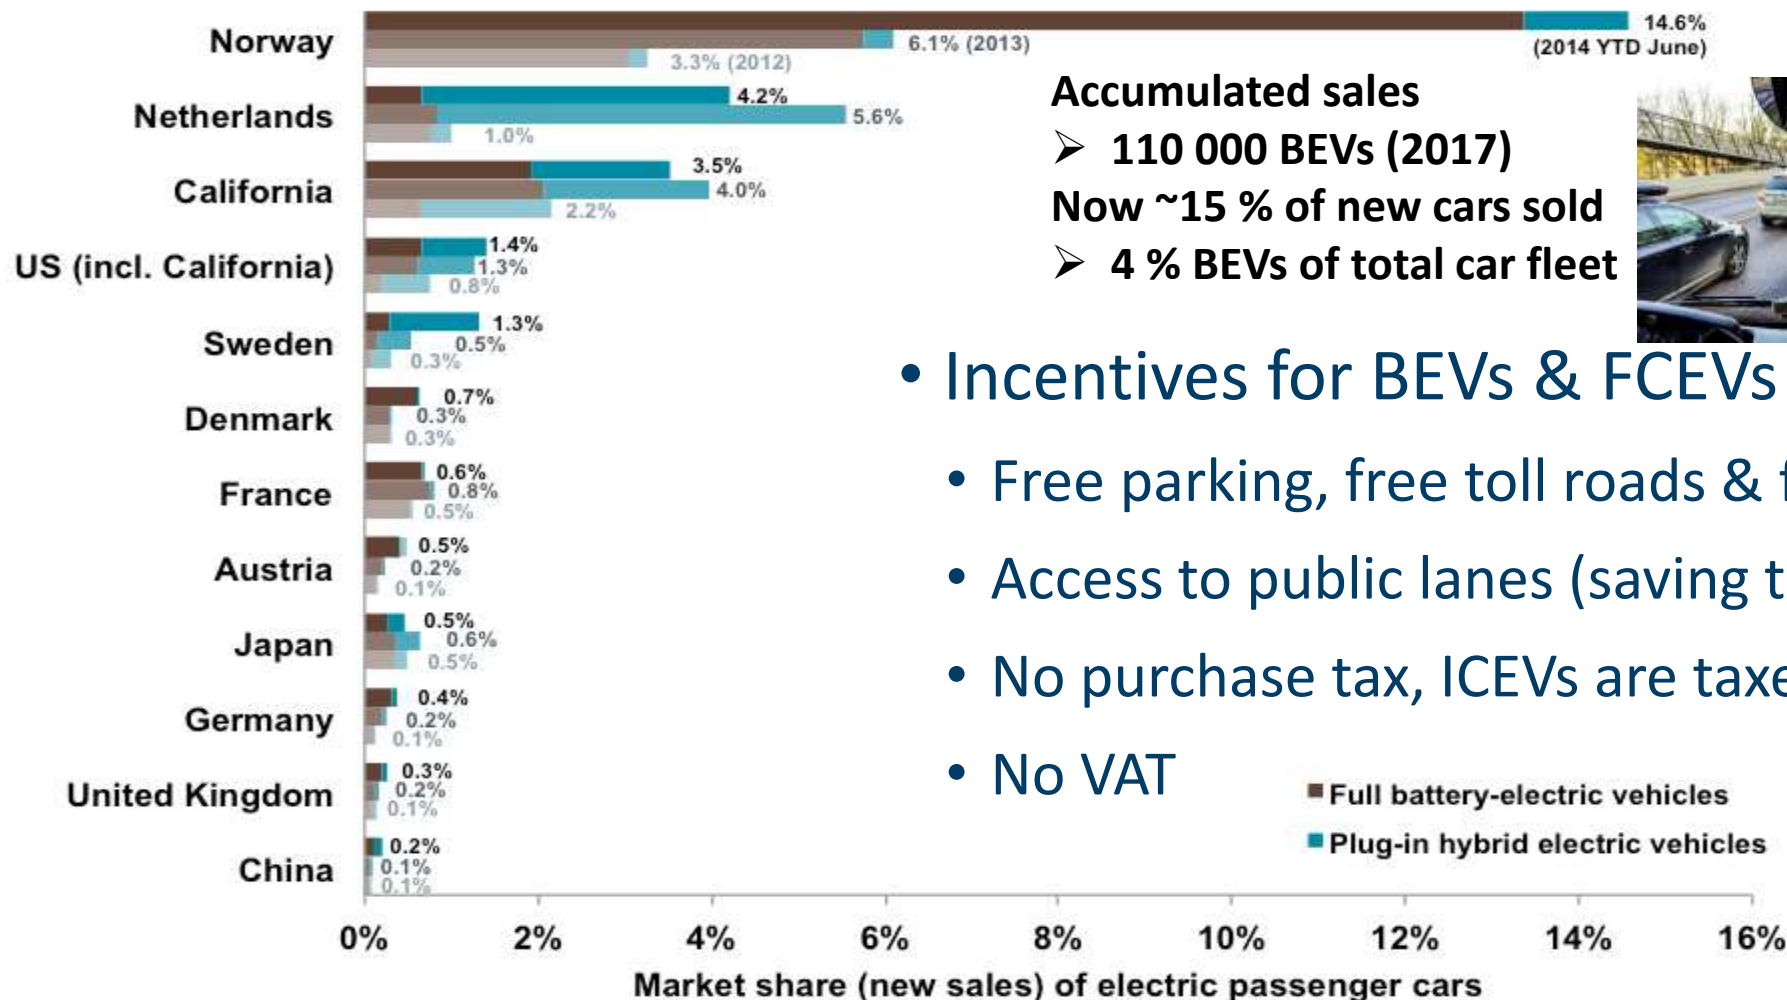 Norway
14.6%
(2014 YTD June)
6.1% (2013)
3.3% (2012)
Netherlands
4.2%
5.6%
1.0%
California
3.5%
4.0%
2.2%
US (incl. California)
1.4%
1.3%
0.8%
Sweden
1.3%
0.5%
0.3%
Denmark
0.7%
0.3%
0.3%
France
0.6%
0.8%
0.5%
Austria
0.5%
0.2%
0.1%
Japan
0.5%
0.6%
0.5%
Germany
0.4%
0.2%
0.1%
United Kingdom
0.3%
0.2%
0.1%
China
0.2%
0.1%
0.1%
0% 2% 4% 6% 8% 10% 12% 14% 16%
Market share (new sales) of electric passenger cars
Accumulated sales
➢ 110 000 BEVs (2017)
Now ~15 % of new cars sold
➢ 4 % BEVs of total car fleet
• Incentives for BEVs & FCEVs
• Free parking, free toll roads &
• Access to public lanes (saving
• No purchase tax, ICEVs are
• No VAT
Full battery-electric vehicles
Plug-in hybrid electric vehicles